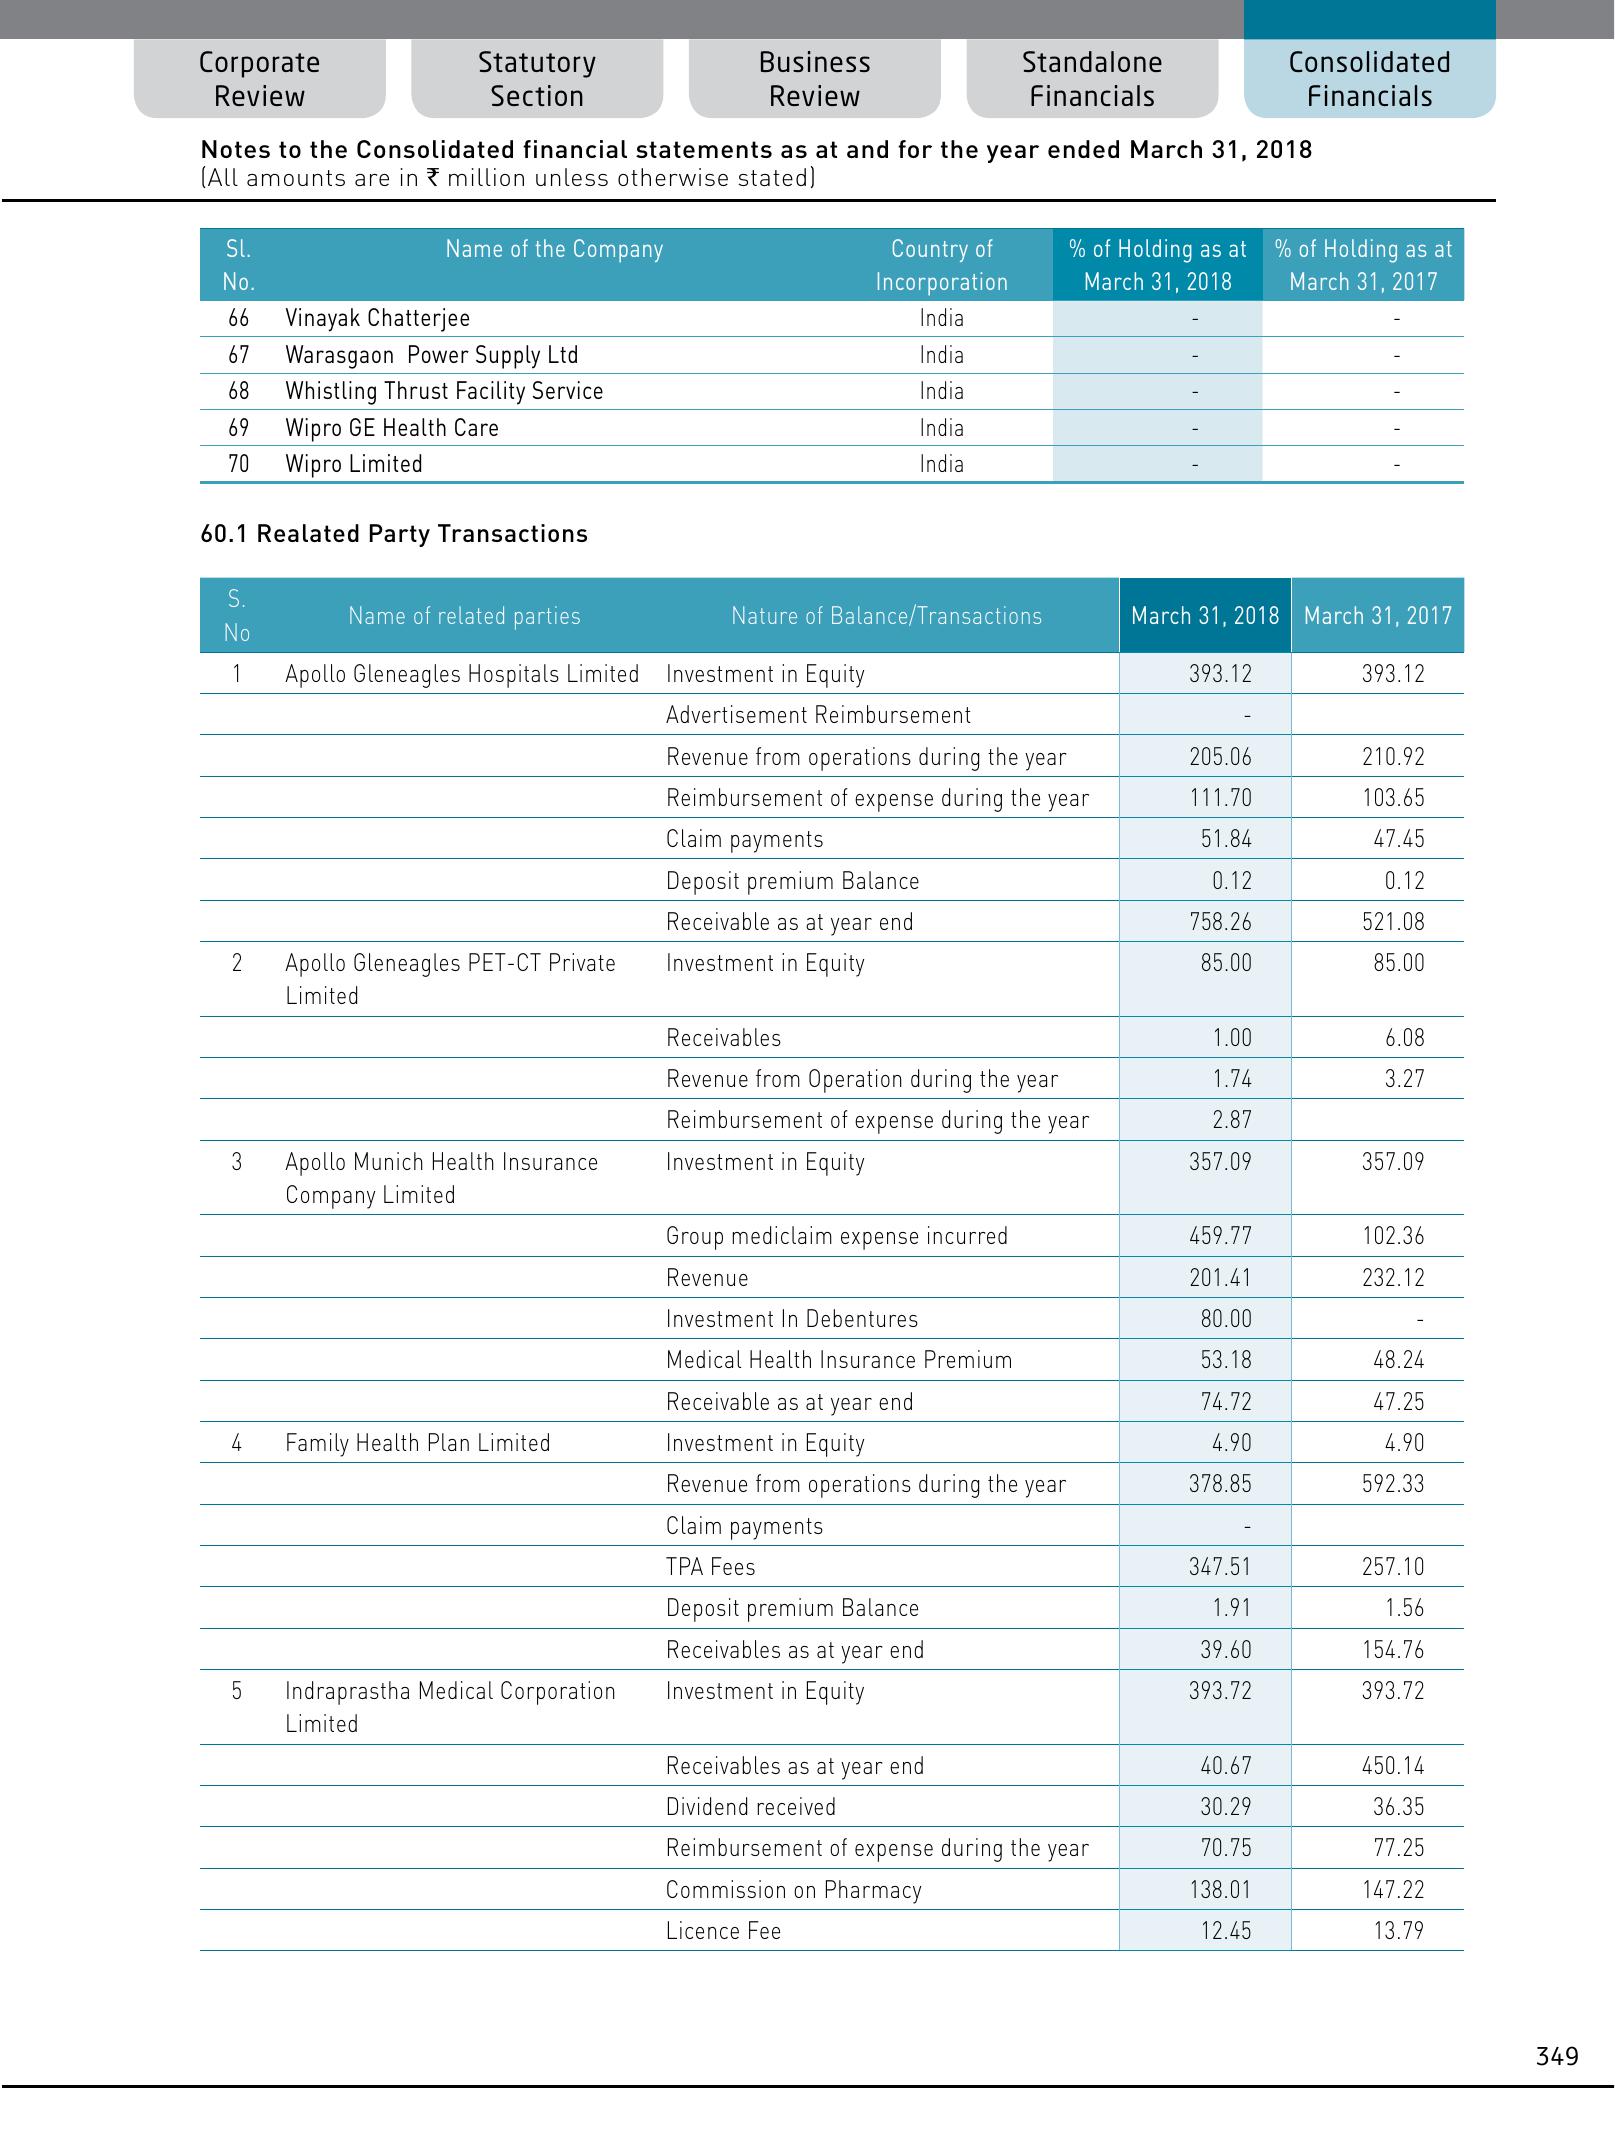 Corporate Review
Statutory Section
Business Review
Standalone Financials
Consolidated Financials
Notes to the Consolidated financial statements as at and for the year ended March 31, 2018
(All amounts are in ₹ million unless otherwise stated)
Sl. No. Name of the Company Country of Incorporation % of Holding as at March 31, 2018 % of Holding as at March 31, 2017
66 Vinayak Chatterjee India - -
67 Warasgaon Power Supply Ltd India - -
68 Whistling Thrust Facility Service India - -
69 Wipro GE Health Care India - -
70 Wipro Limited India - -
60.1 Realated Party Transactions
S. No Name of related parties Nature of Balance/Transactions March 31, 2018 March 31, 2017
1 Apollo Gleneagles Hospitals Limited Investment in Equity 393.12 393.12
Advertisement Reimbursement -
Revenue from operations during the year 205.06 210.92
Reimbursement of expense during the year 111.70 103.65
Claim payments 51.84 47.45
Deposit premium Balance 0.12 0.12
Receivable as at year end 758.26 521.08
2 Apollo Gleneagles PET-CT Private Limited Investment in Equity 85.00 85.00
Receivables 1.00 6.08
Revenue from Operation during the year 1.74 3.27
Reimbursement of expense during the year 2.87
3 Apollo Munich Health Insurance Company Limited Investment in Equity 357.09 357.09
Group mediclaim expense incurred 459.77 102.36
Revenue 201.41 232.12
Investment In Debentures 80.00 -
Medical Health Insurance Premium 53.18 48.24
Receivable as at year end 74.72 47.25
4 Family Health Plan Limited Investment in Equity 4.90 4.90
Revenue from operations during the year 378.85 592.33
Claim payments -
TPA Fees 347.51 257.10
Deposit premium Balance 1.91 1.56
Receivables as at year end 39.60 154.76
5 Indraprastha Medical Corporation Limited Investment in Equity 393.72 393.72
Receivables as at year end 40.67 450.14
Dividend received 30.29 36.35
Reimbursement of expense during the year 70.75 77.25
Commission on Pharmacy 138.01 147.22
Licence Fee 12.45 13.79
349